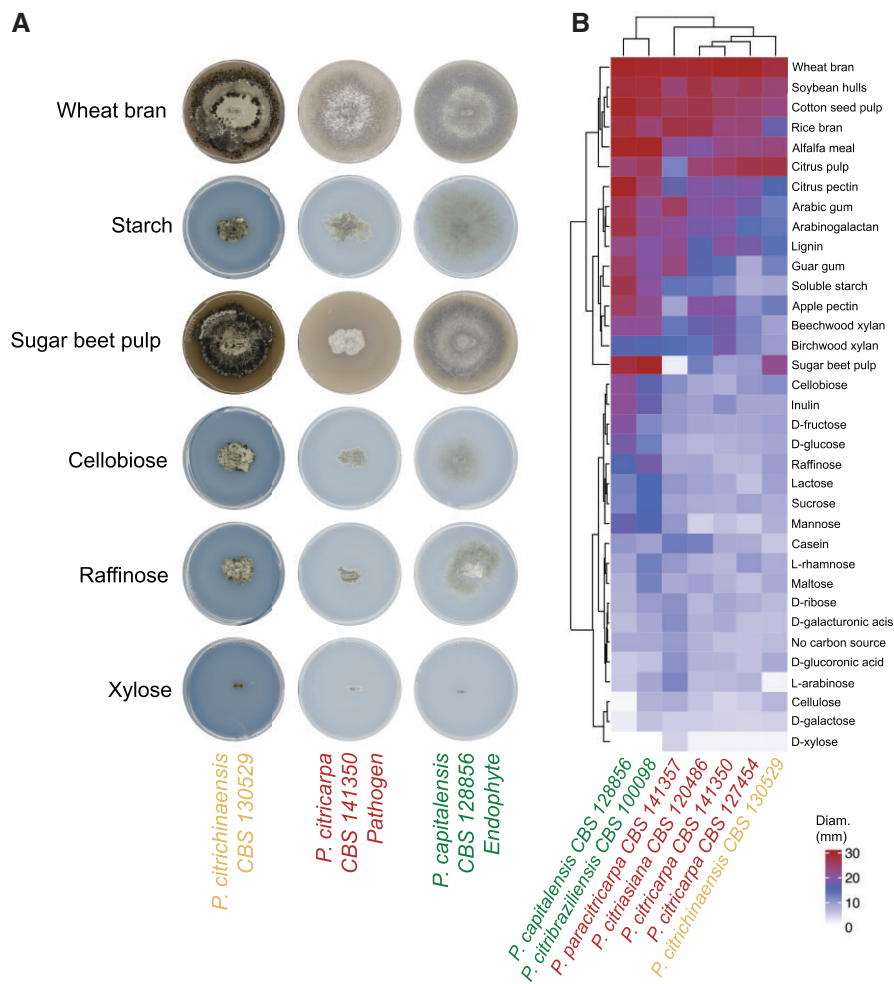 A
B
Wheat bran
Starch
Sugar beet pulp
Cellobiose
Raffinose
Xylose
P. citrichinaensis
CBS 130529
P. citricarpa
CBS 141350
Pathogen
P. capitalensis
CBS 128856
Endophyte
Wheat bran
Soybean hulls
Cotton seed pulp
Rice bran
Alfalfa meal
Citrus pulp
Citrus pectin
Arabic gum
Arabinogalactan
Lignin
Guar gum
Soluble starch
Apple pectin
Beechwood xylan
Birchwood xylan
Sugar beet pulp
Cellobiose
Inulin
D-fructose
D-glucose
Raffinose
Lactose
Sucrose
Mannose
Casein
L-rhamnose
Maltose
D-ribose
D-galacturonic acis
No carbon source
D-glucoronic acid
L-arabinose
Cellulose
D-galactose
D-xylose
P. capitalensis CBS 128856
P. citribraziliensis CBS 100098
P. paracitricarpa CBS 141357
P. citriasiana CBS 120486
P. citricarpa CBS 141350
P. citricarpa CBS 127454
P. citrichinaensis CBS 130529
Diam.
(mm)
30
20
10
0